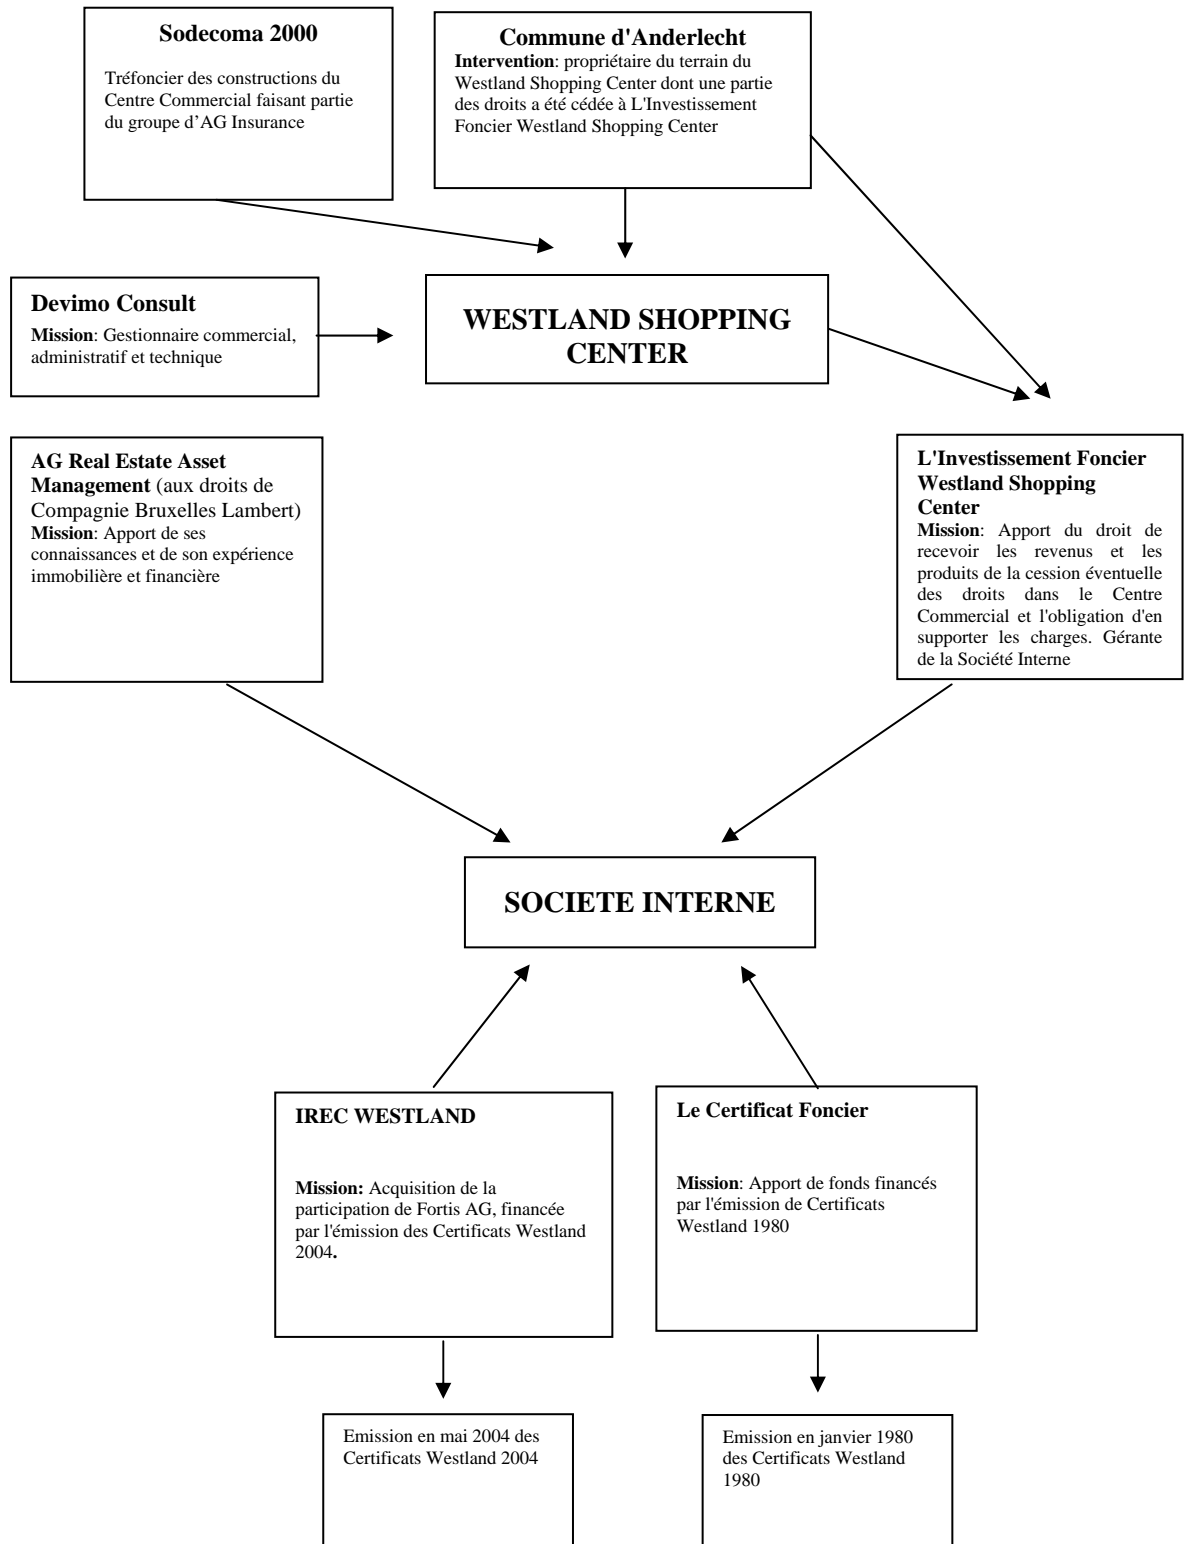 Sodecoma 2000
Tréfoncier des constructions du
Centre Commercial faisant partie
du groupe d’AG Insurance
Commune d'Anderlecht
Intervention: propriétaire du terrain du
Westland Shopping Center dont une partie
des droits a été cédée à L'Investissement
Foncier Westland Shopping Center
Devimo Consult
Mission: Gestionnaire commercial,
administratif et technique
WESTLAND SHOPPING
CENTER
AG Real Estate Asset
Management (aux droits de
Compagnie Bruxelles Lambert)
Mission: Apport de ses
connaissances et de son expérience
immobilière et financière
L'Investissement Foncier
Westland Shopping
Center
Mission: Apport du droit de
recevoir les revenus et les
produits de la cession éventuelle
des droits dans le Centre
Commercial et l'obligation d'en
supporter les charges. Gérante
de la Société Interne
SOCIETE INTERNE
IREC WESTLAND
Mission: Acquisition de la
participation de Fortis AG, financée
par l'émission des Certificats Westland
2004.
Le Certificat Foncier
Mission: Apport de fonds financés
par l'émission de Certificats
Westland 1980
Emission en mai 2004 des
Certificats Westland 2004
Emission en janvier 1980
des Certificats Westland
1980